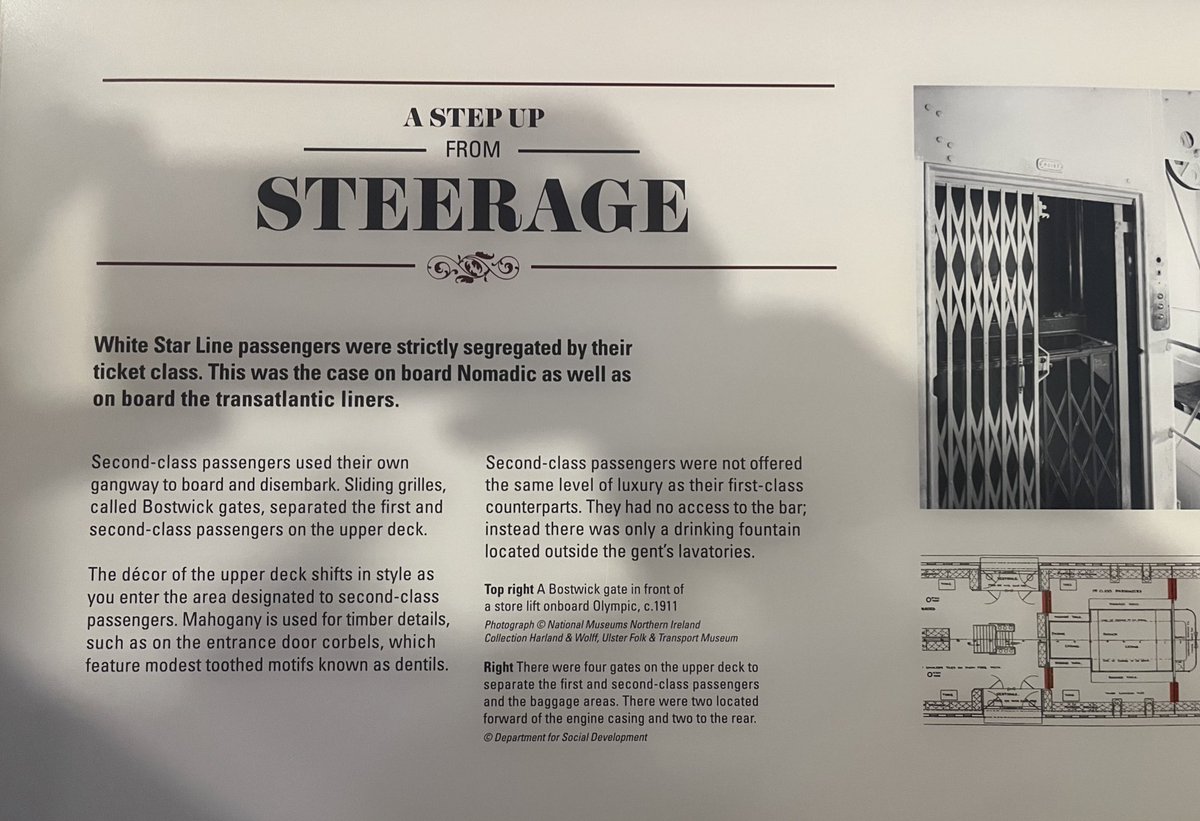 A STEP UP
FROM
STEERAGE
White Star Line passengers were strictly segregated by their
ticket class. This was the case on board Nomadic as well as
on board the transatlantic liners.
Second-class passengers used their own
gangway to board and disembark. Sliding grilles,
called Bostwick gates, separated the first and
second-class passengers on the upper deck.
The décor of the upper deck shifts in style as
you enter the area designated to second-class
passengers. Mahogany is used for timber details,
such as on the entrance door corbels, which
feature modest toothed motifs known as dentils.
Second-class passengers were not offered
the same level of luxury as their first-class
counterparts. They had no access to the bar;
instead there was only a drinking fountain
located outside the gent's lavatories.
Top right A Bostwick gate in front of
a store lift onboard Olympic, c.1911
Photograph © National Museums Northern Ireland
Collection Harland & Wolff, Ulster Folk & Transport Museum
Right There were four gates on the upper deck to
separate the first and second-class passengers
and the baggage areas. There were two located
forward of the engine casing and two to the rear.
© Department for Social Development